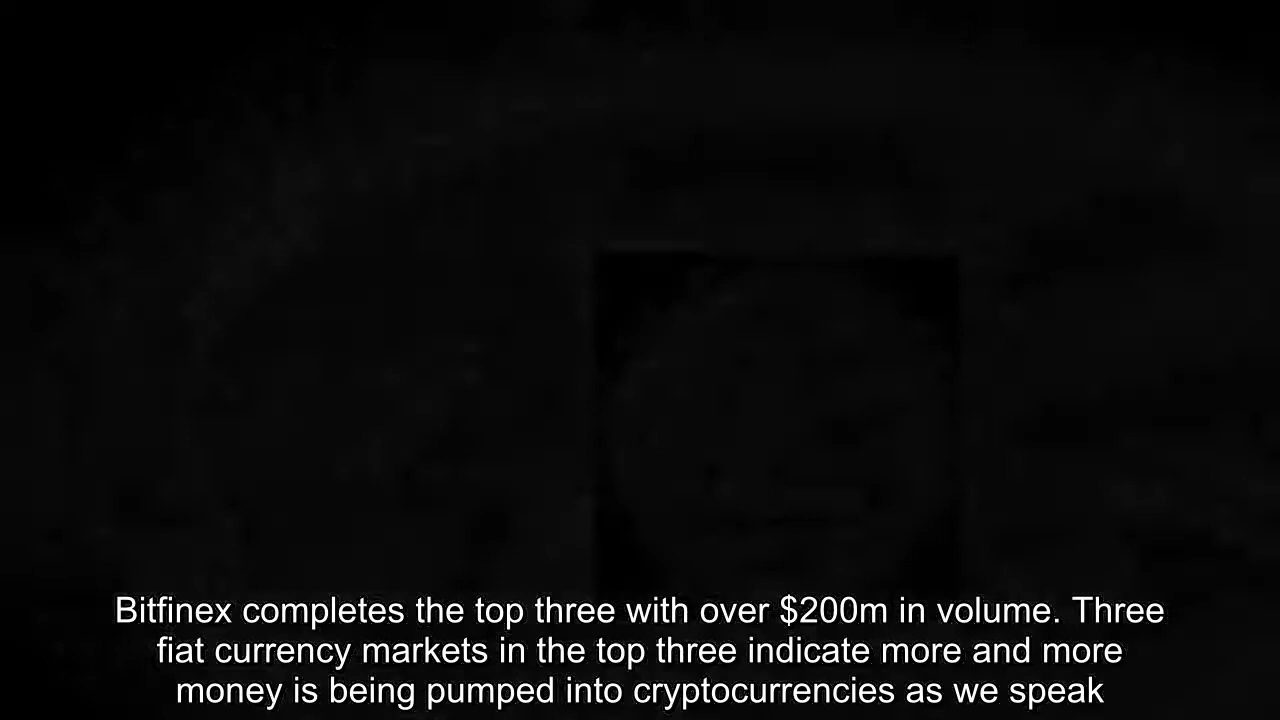 Bitfinex completes the top three with over $200m in volume. Three
fiat currency markets in the top three indicate more and more
money is being pumped into cryptocurrencies as we speak